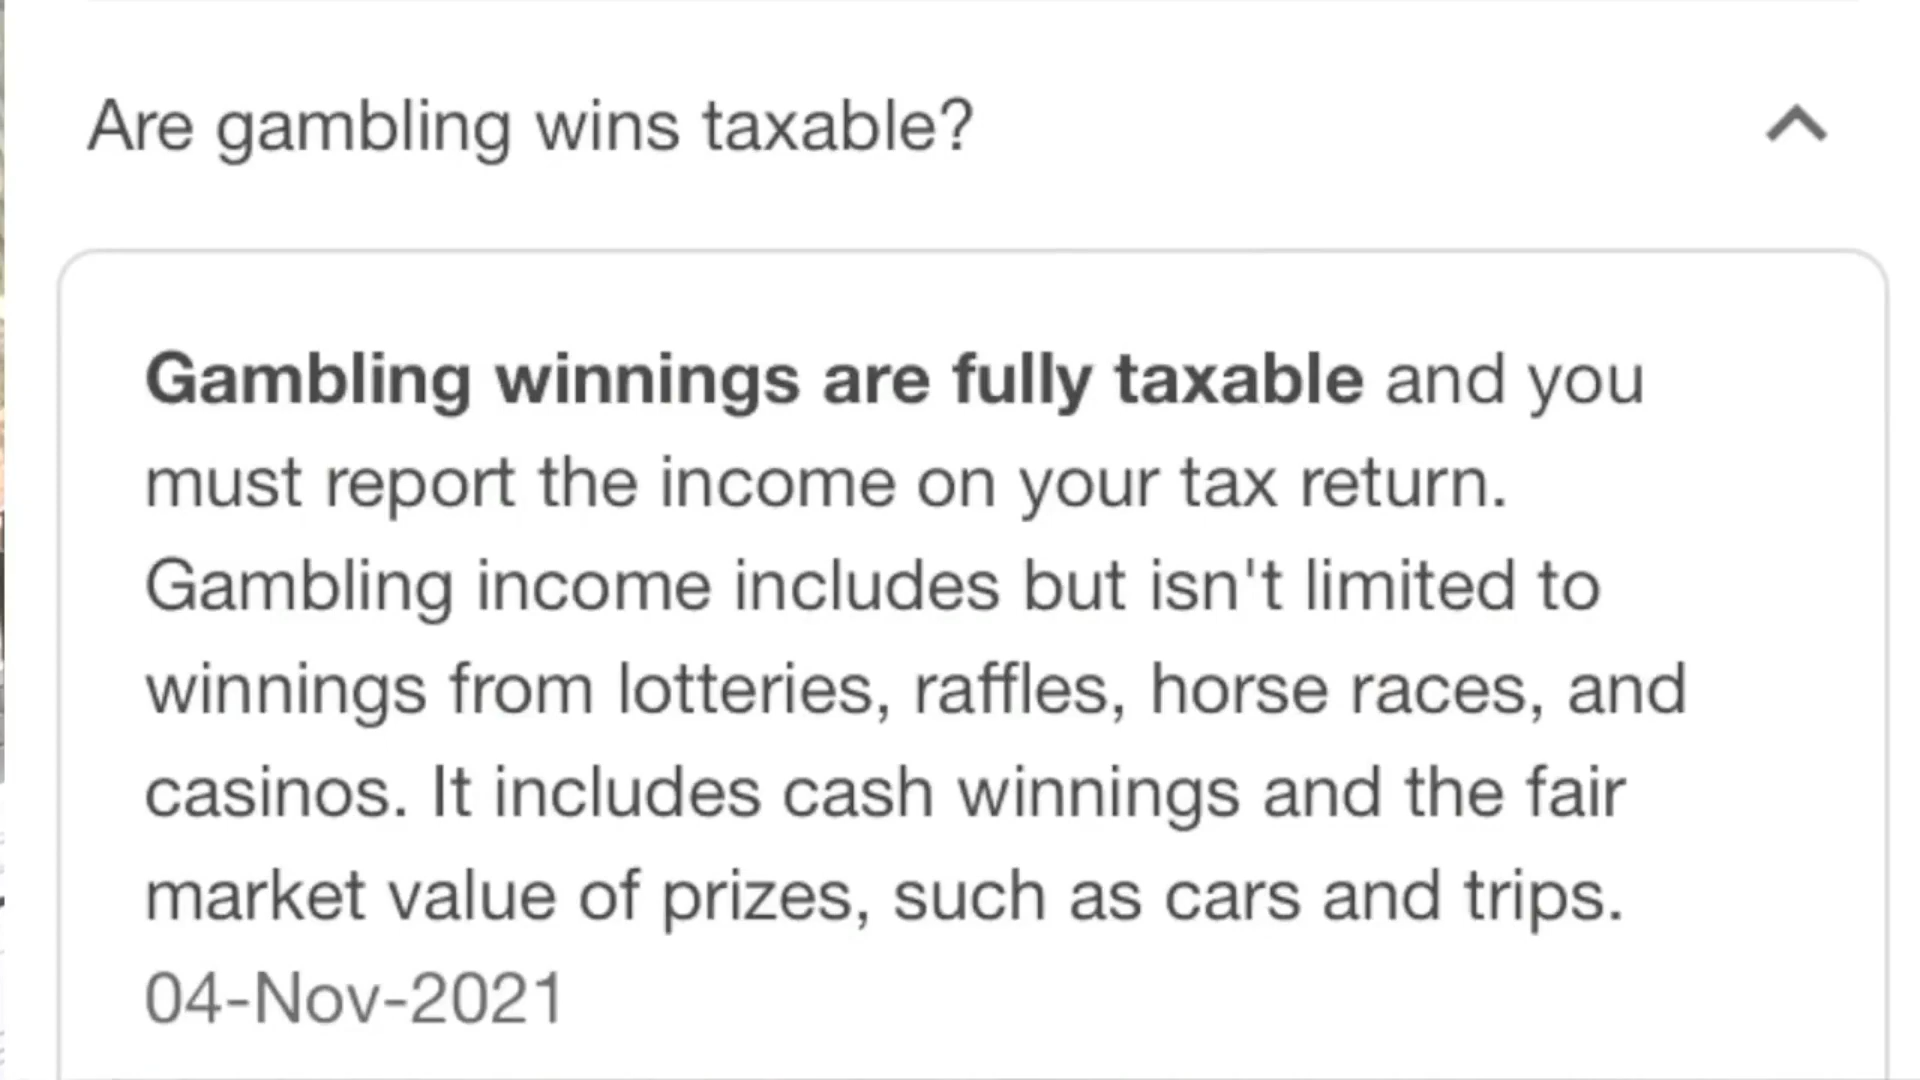 Are gambling wins taxable?
Gambling winnings are fully taxable and you
must report the income on your tax return.
Gambling income includes but isn't limited to
winnings from lotteries, raffles, horse races, and
casinos. It includes cash winnings and the fair
market value of prizes, such as cars and trips.
04-Nov-2021